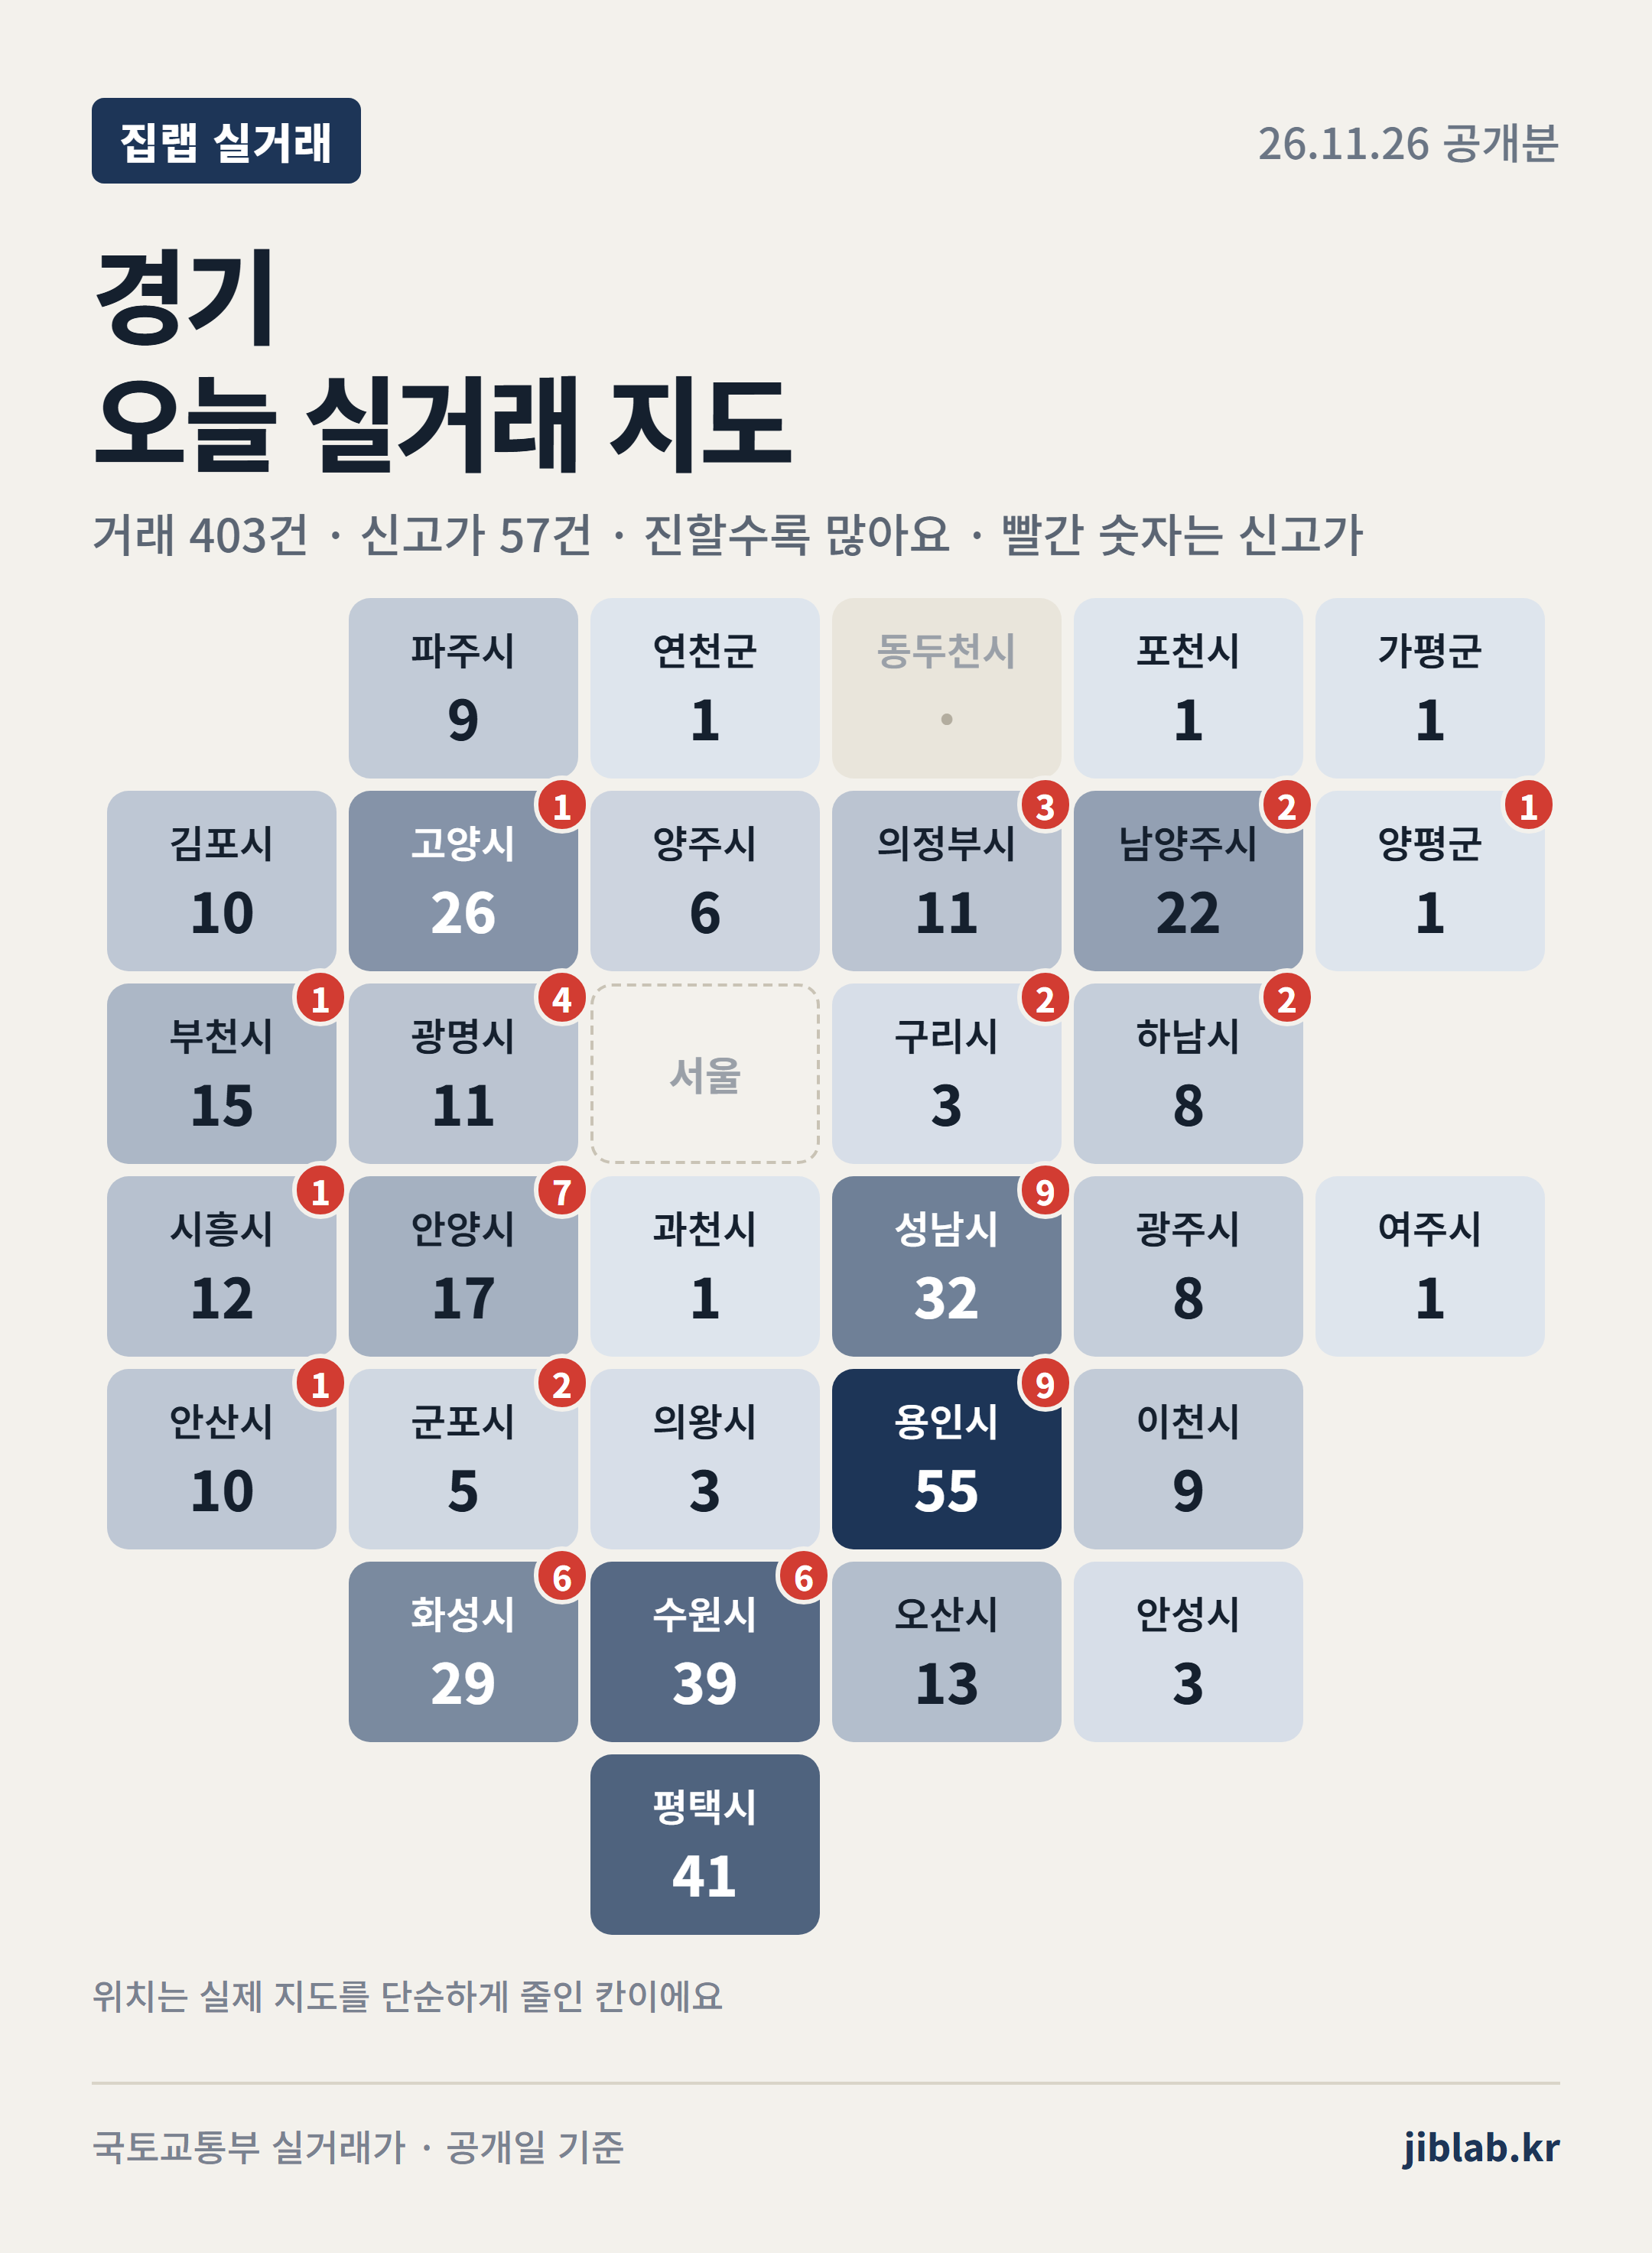 집랩 실거래
26.11.26 공개분
경기
오늘 실거래 지도
거래 403건 · 신고가 57건 · 진할수록 많아요 · 빨간 숫자는 신고가
파주시 연천군 동두천시 포천시 가평군
9 1 · 1 1
1 3 2 1
김포시 고양시 양주시 의정부시 남양주시 양평군
10 26 6 11 22 1
1 4 2 2
부천시 광명시 서울 구리시 하남시
15 11 3 8
1 7 9
시흥시 안양시 과천시 성남시 광주시 여주시
12 17 1 32 8 1
1 2 9
안산시 군포시 의왕시 용인시 이천시
10 5 3 55 9
6 6
화성시 수원시 오산시 안성시
29 39 13 3
평택시
41
위치는 실제 지도를 단순하게 줄인 칸이에요
국토교통부 실거래가 · 공개일 기준
jiblab.kr